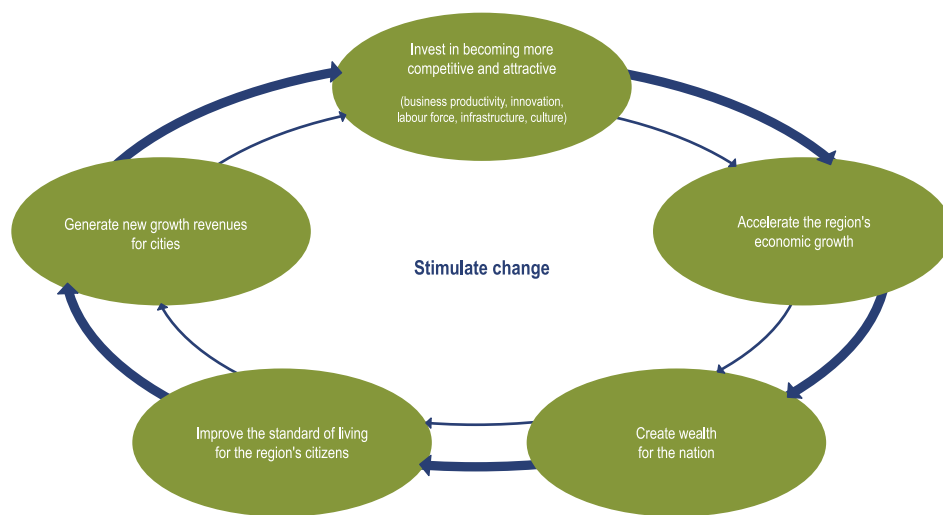 Invest in becoming more
competitive and attractive
(business productivity, innovation,
labour force, infrastructure, culture)
Generate new growth revenues
for cities
Accelerate the region's
economic growth
Stimulate change
Improve the standard of living
for the region's citizens
Create wealth
for the nation